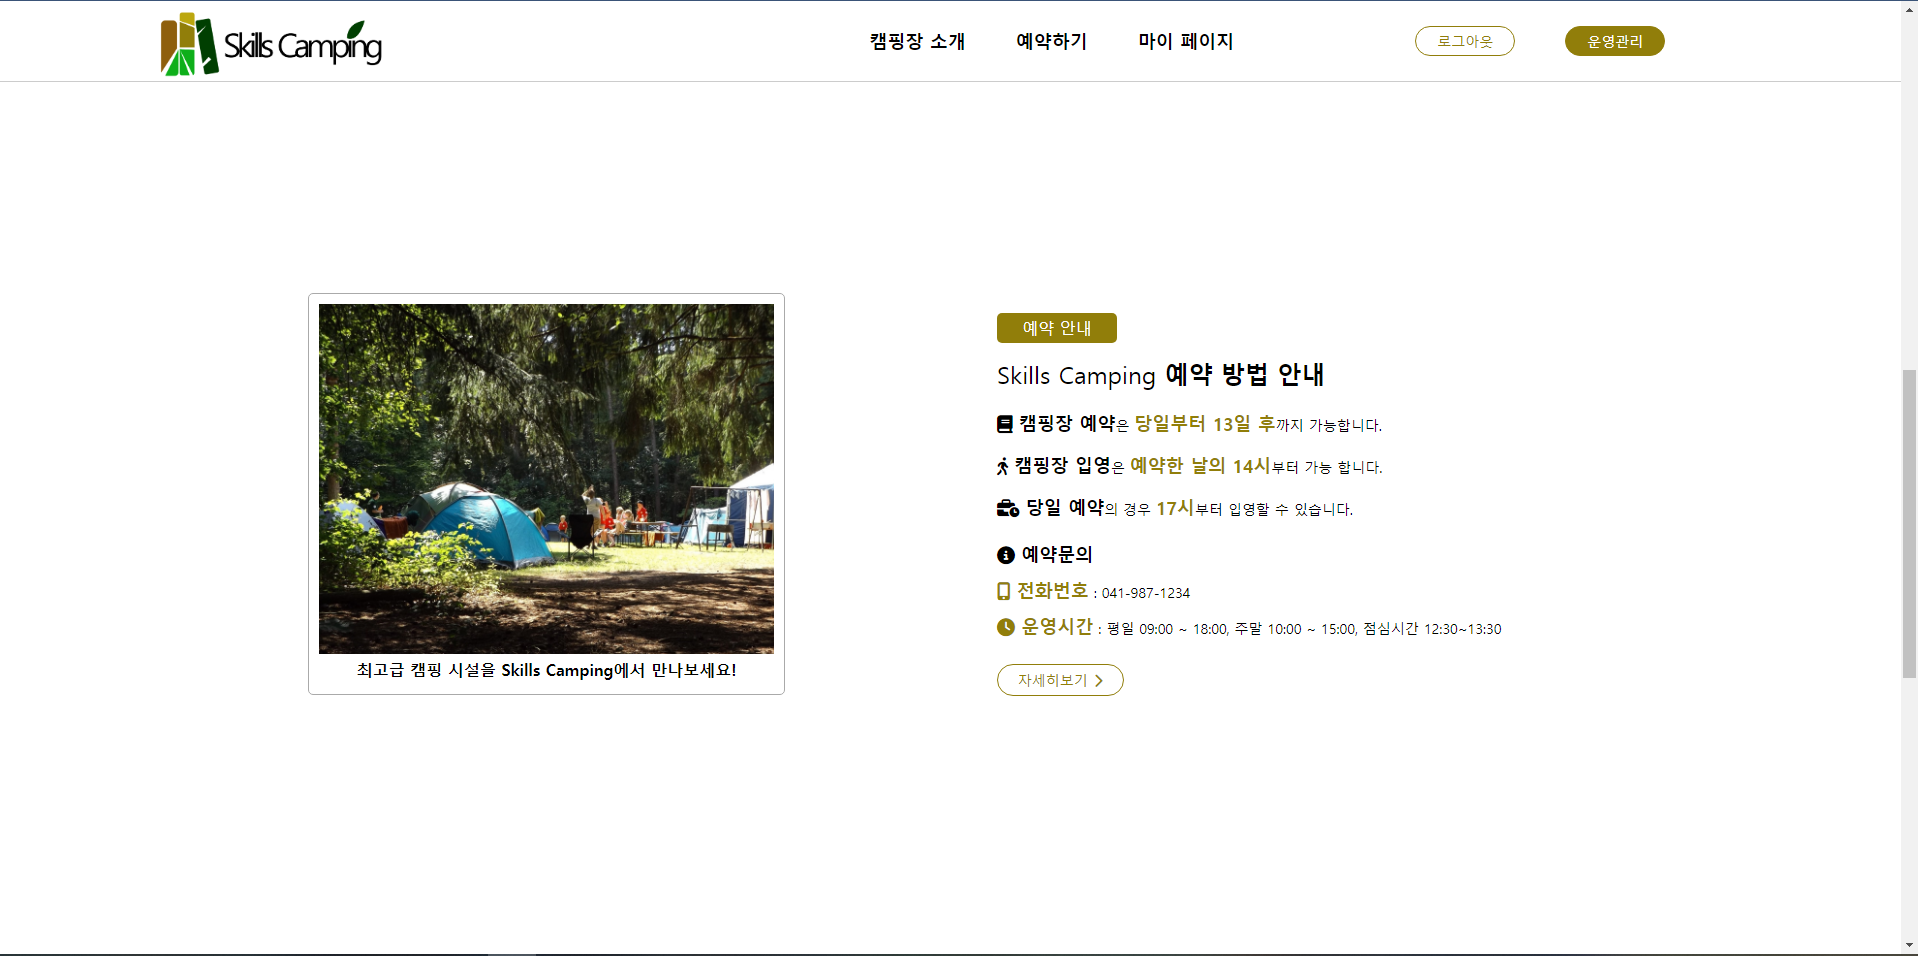 Skills Camping
캠핑장 소개
예약하기
마이 페이지
로그아웃
운영관리
최고급 캠핑 시설을 Skills Camping에서 만나보세요!
예약 안내
Skills Camping 예약 방법 안내
캠핑장 예약은 당일부터 13일 후까지 가능합니다.
캠핑장 입영은 예약한 날의 14시부터 가능 합니다.
당일 예약의 경우 17시부터 입영할 수 있습니다.
예약문의
전화번호 : 041-987-1234
운영시간 : 평일 09:00 ~ 18:00, 주말 10:00 ~ 15:00, 점심시간 12:30~13:30
자세히보기